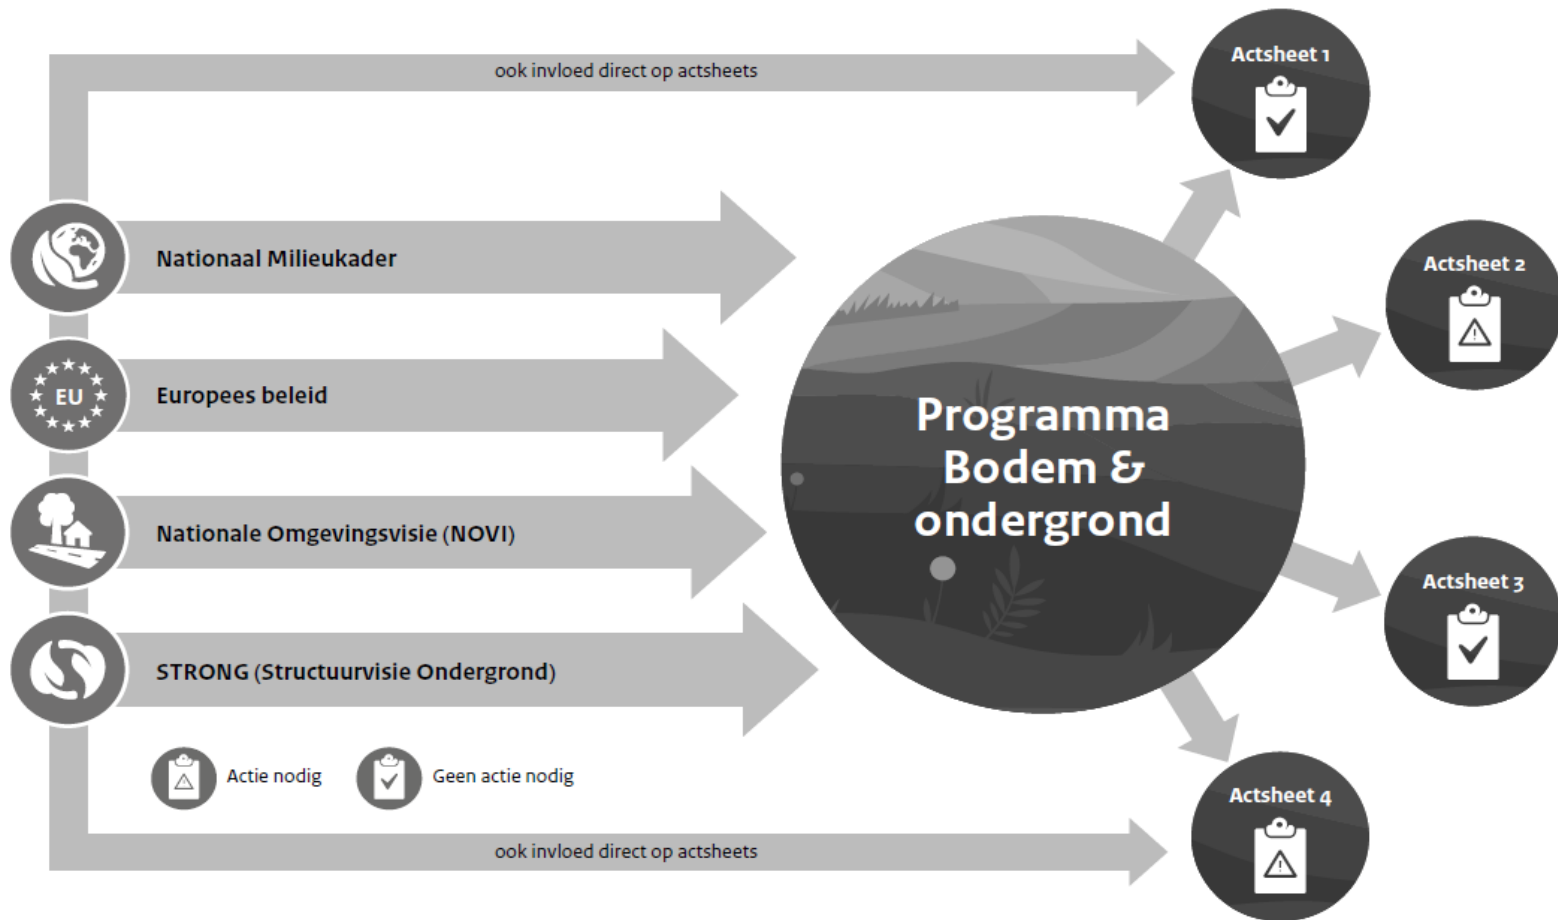 ook invloed direct op actsheets
Actsheet 1
Nationaal Milieukader
Actsheet 2
EU
Europees beleid
Programma
Bodem &
ondergrond
Nationale Omgevingsvisie (NOVI)
Actsheet 3
STRONG (Structuurvisie Ondergrond)
Actie nodig
Geen actie nodig
Actsheet 4
ook invloed direct op actsheets